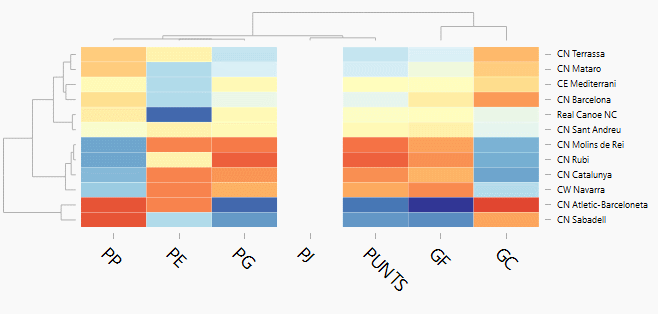 CN Terrassa
CN Mataro
CE Mediterrani
CN Barcelona
Real Canoe NC
CN Sant Andreu
CN Molins de Rei
CN Rubi
CN Catalunya
CW Navarra
CN Atletic-Barceloneta
CN Sabadell
PP PE PG PJ PUNTS GF GC